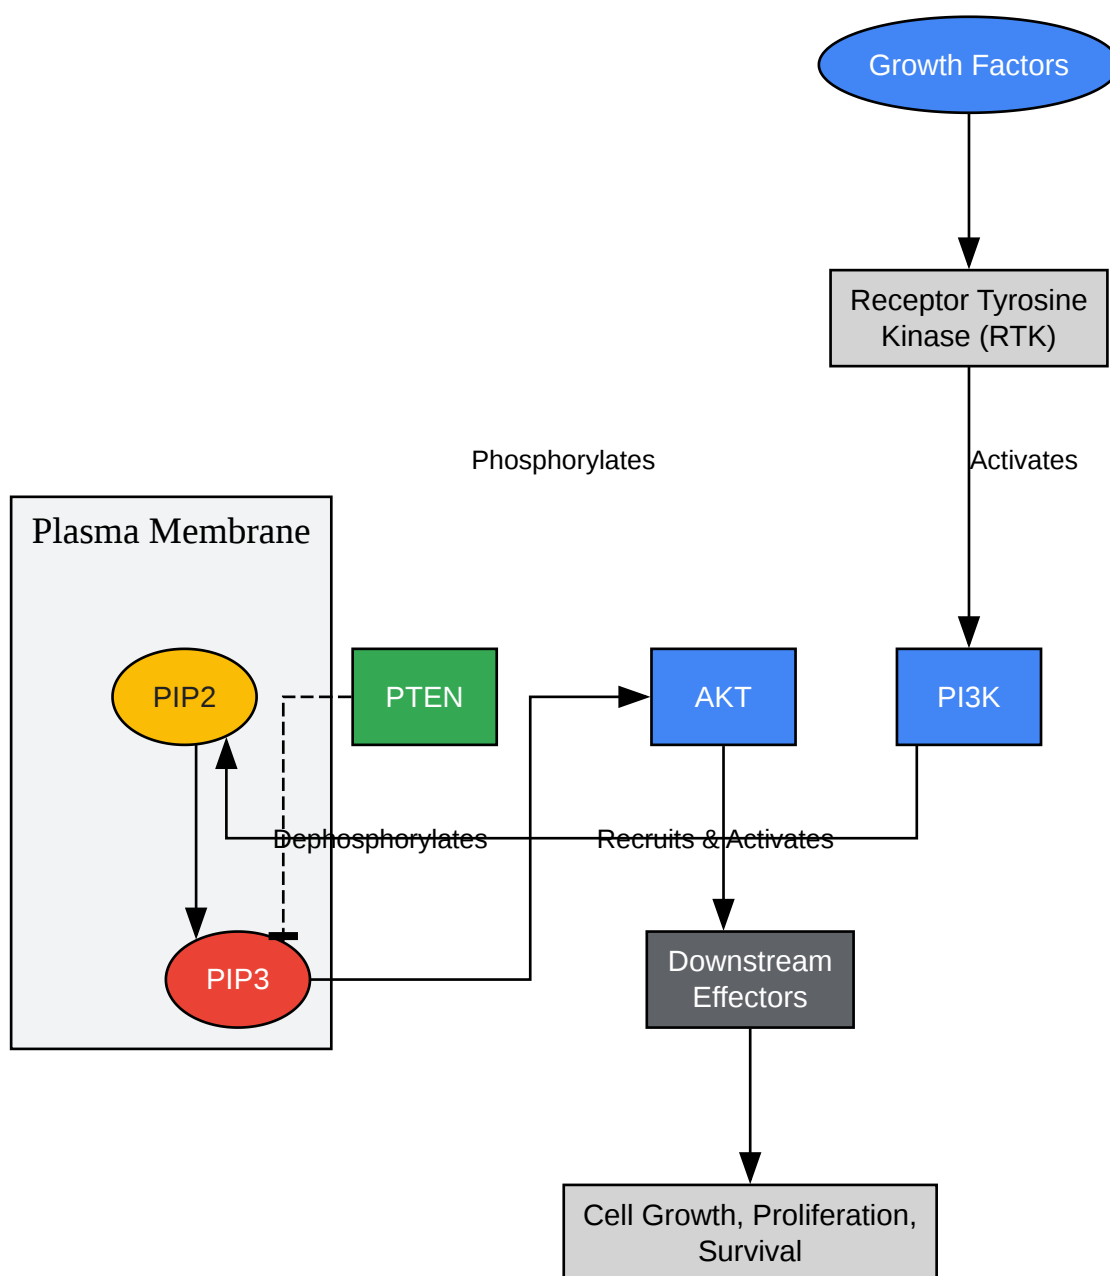 Growth Factors
Receptor Tyrosine
Kinase (RTK)
Phosphorylates
Activates
Plasma Membrane
PIP2
PTEN
AKT
PI3K
Dephosphorylates
Recruits & Activates
PIP3
Downstream
Effectors
Cell Growth, Proliferation,
Survival